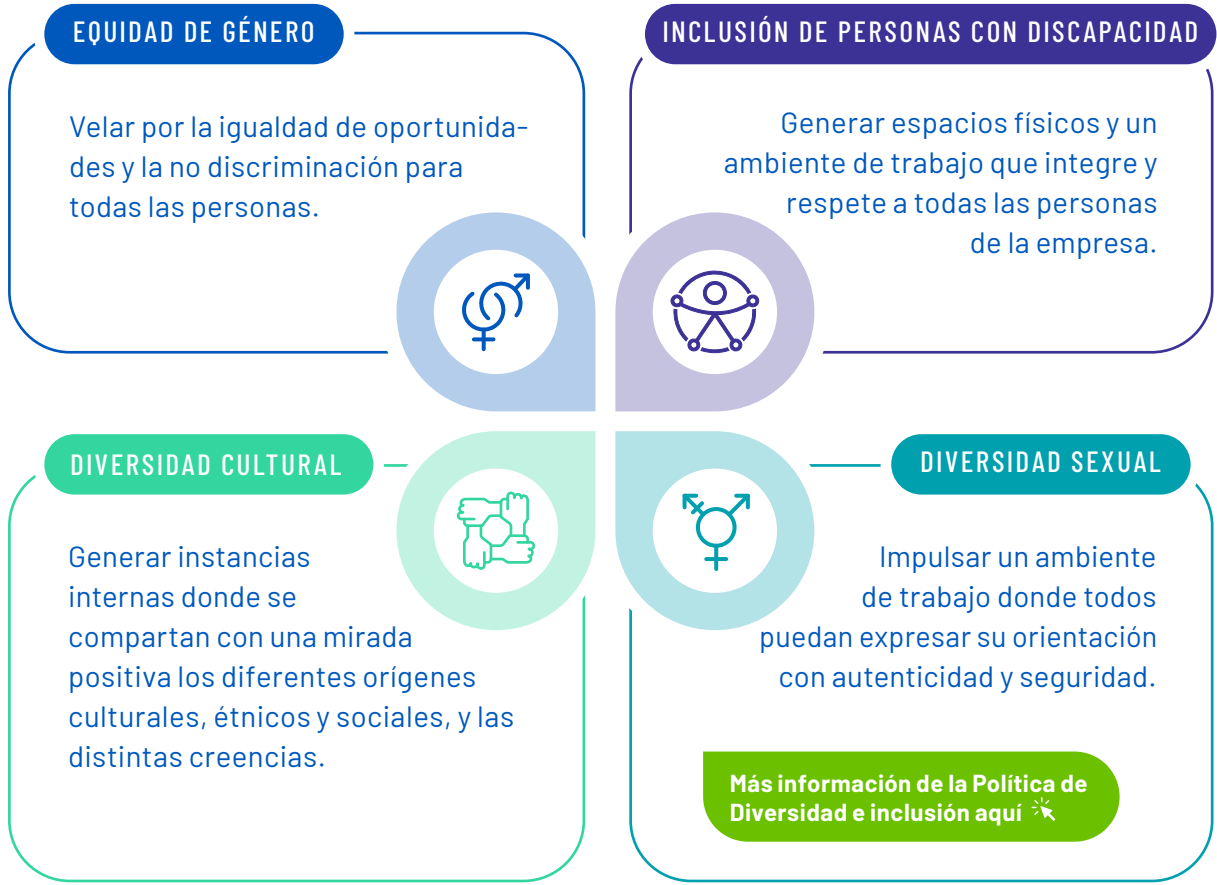 EQUIDAD DE GÉNERO
Velar por la igualdad de oportunida-
des y la no discriminación para
todas las personas.
INCLUSIÓN DE PERSONAS CON DISCAPACIDAD
Generar espacios físicos y un
ambiente de trabajo que integre y
respete a todas las personas
de la empresa.
DIVERSIDAD CULTURAL
Generar instancias
internas donde se
compartan con una mirada
positiva los diferentes orígenes
culturales, étnicos y sociales, y las
distintas creencias.
DIVERSIDAD SEXUAL
Impulsar un ambiente
de trabajo donde todos
puedan expresar su orientación
con autenticidad y seguridad.
Más información de la Política de
Diversidad e inclusión aquí